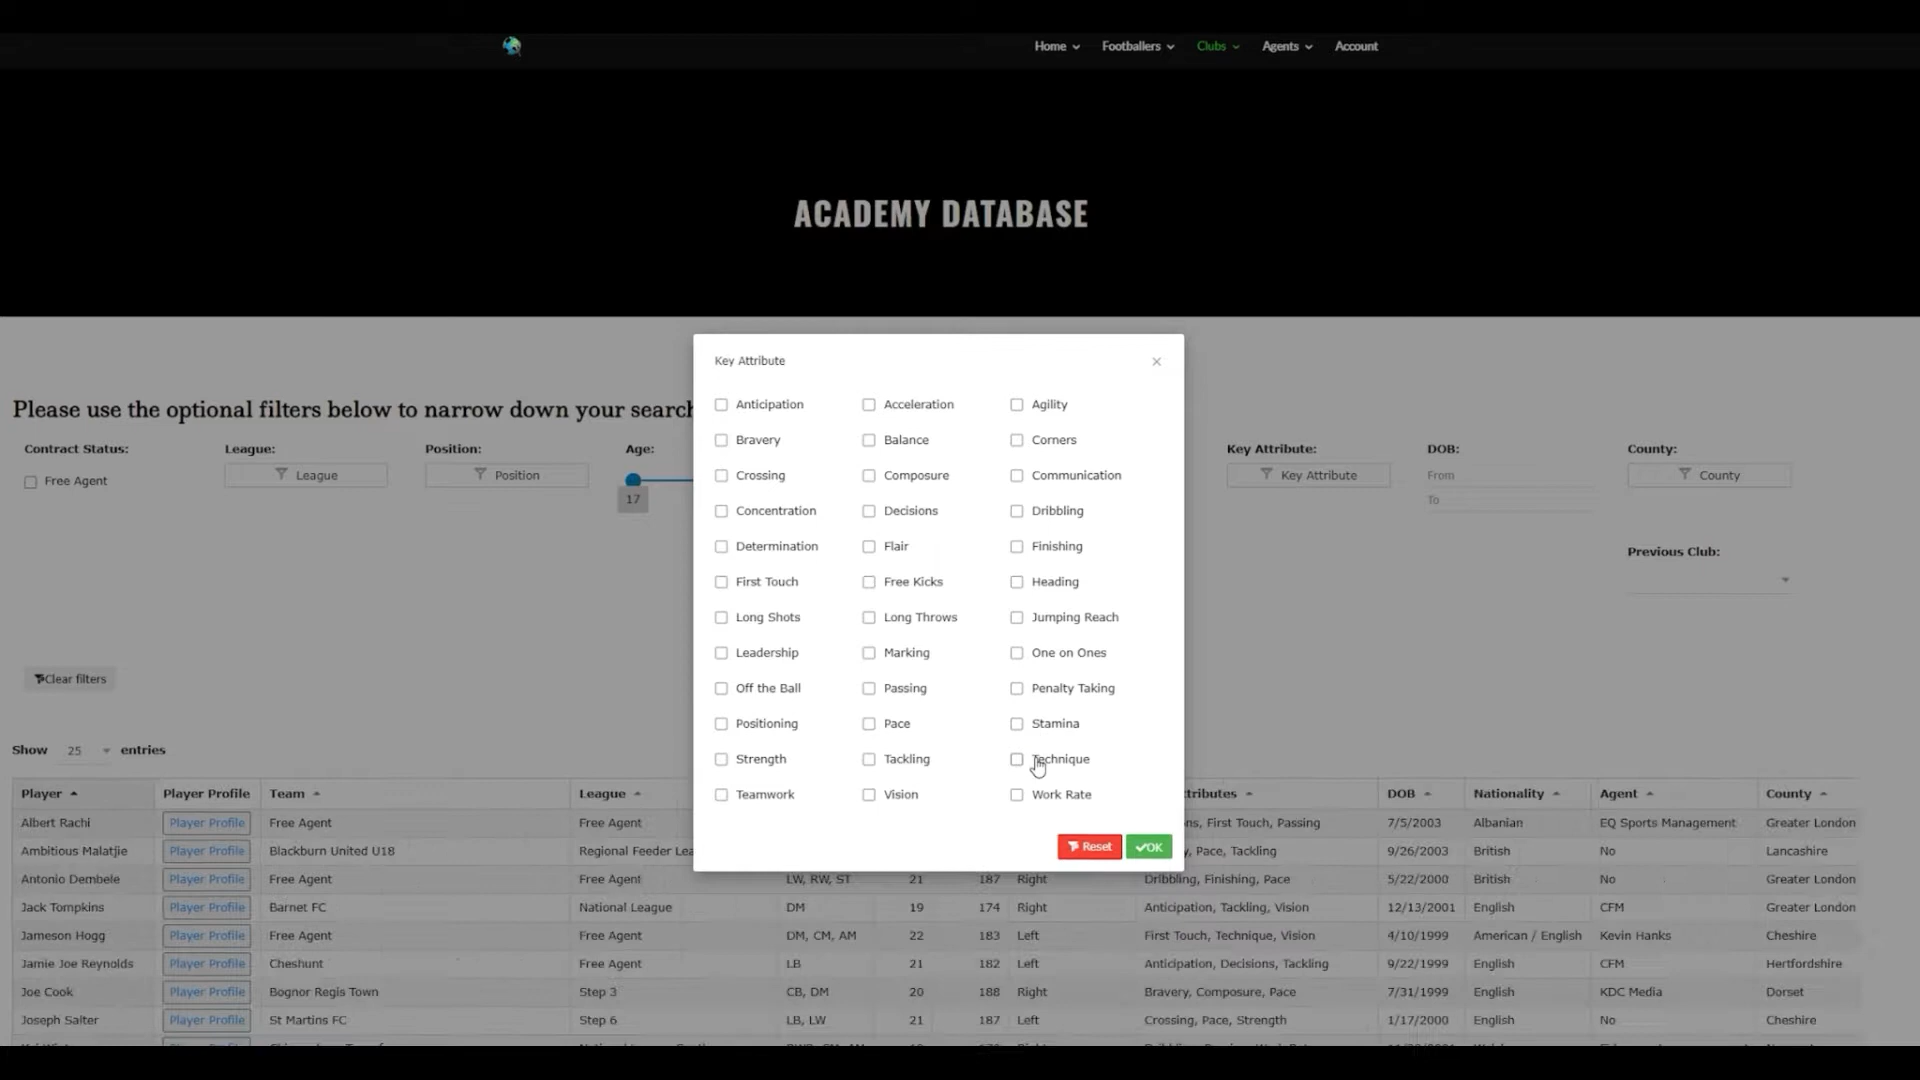 Home Footballers Clubs Agents Account
ACADEMY DATABASE
Please use the optional filters below to narrow down your search
Contract Status: League: Position: Age: Key Attribute: DOB: County:
Free Agent League Position Key Attribute From County
17 To
Previous Club:
Clear filters
Key Attribute
Anticipation Acceleration Agility
Bravery Balance Corners
Crossing Composure Communication
Concentration Decisions Dribbling
Determination Flair Finishing
First Touch Free Kicks Heading
Long Shots Long Throws Jumping Reach
Leadership Marking One on Ones
Off the Ball Passing Penalty Taking
Positioning Pace Stamina
Strength Tackling Technique
Teamwork Vision Work Rate
Reset OK
Show 25 entries
Player Player Profile Team League DOB Nationality Agent County
Albert Rachi Player Profile Free Agent Free Agent First Touch, Passing 7/5/2003 Albanian EQ Sports Management Greater London
Ambitious Malatjie Player Profile Blackburn United U18 Regional Feeder Pace, Tackling 9/26/2003 British No Lancashire
Antonio Dembele Player Profile Free Agent Free Agent LW, RW, ST 21 187 Right Dribbling, Finishing, Pace 5/22/2000 British No Greater London
Jack Tompkins Player Profile Barnet FC National League DM 19 174 Right Anticipation, Tackling, Vision 12/13/2001 English CFM Greater London
Jameson Hogg Player Profile Free Agent Free Agent DM, CM, AM 22 183 Left First Touch, Technique, Vision 4/10/1999 American / English Kevin Hanks Cheshire
Jamie Joe Reynolds Player Profile Cheshunt Free Agent LB 21 182 Left Anticipation, Decisions, Tackling 9/22/1999 English CFM Hertfordshire
Joe Cook Player Profile Bognor Regis Town Step 3 CB, DM 20 188 Right Bravery, Composure, Pace 7/31/1999 English KDC Media Dorset
Joseph Salter Player Profile St Martins FC Step 6 LB, LW 21 187 Left Crossing, Pace, Strength 1/17/2000 English No Cheshire